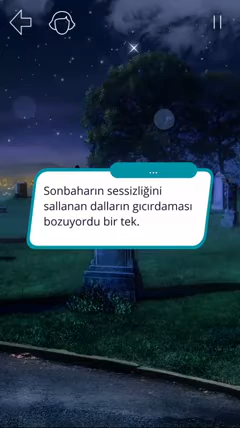 ...
Sonbaharın sessizliğini
sallanan dalların gıcırdaması
bozuyordu bir tek.